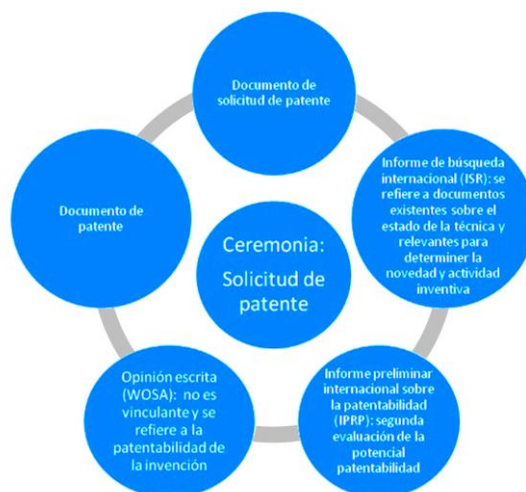 Documento de
solicitud de patente
Informe de búsqueda
internacional (ISR): se
refiere a documentos
existentes sobre el
estado de la técnica y
relevantes para
determinar la
novedad y actividad
inventiva
Informe preliminar
internacional sobre
la patentabilidad
(IPRP): segunda
evaluación de la
potencial
patentabilidad
Opinión escrita
(WOSA): no es
vinculante y se
refiere a la
patentabilidad de
la invención
Documento de
patente
Ceremonia:
Solicitud de
patente